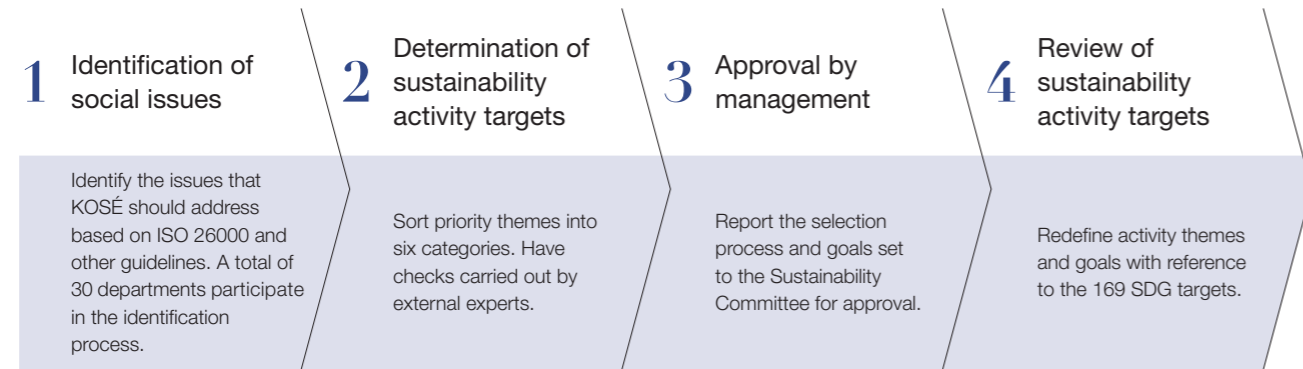 1
Identification of
social issues
Identify the issues that
KOSÉ should address
based on ISO 26000 and
other guidelines. A total of
30 departments participate
in the identification
process.
2
Determination of
sustainability
activity targets
Sort priority themes into
six categories. Have
checks carried out by
external experts.
3
Approval by
management
Report the selection
process and goals set
to the Sustainability
Committee for approval.
4
Review of
sustainability
activity targets
Redefine activity themes
and goals with reference
to the 169 SDG targets.